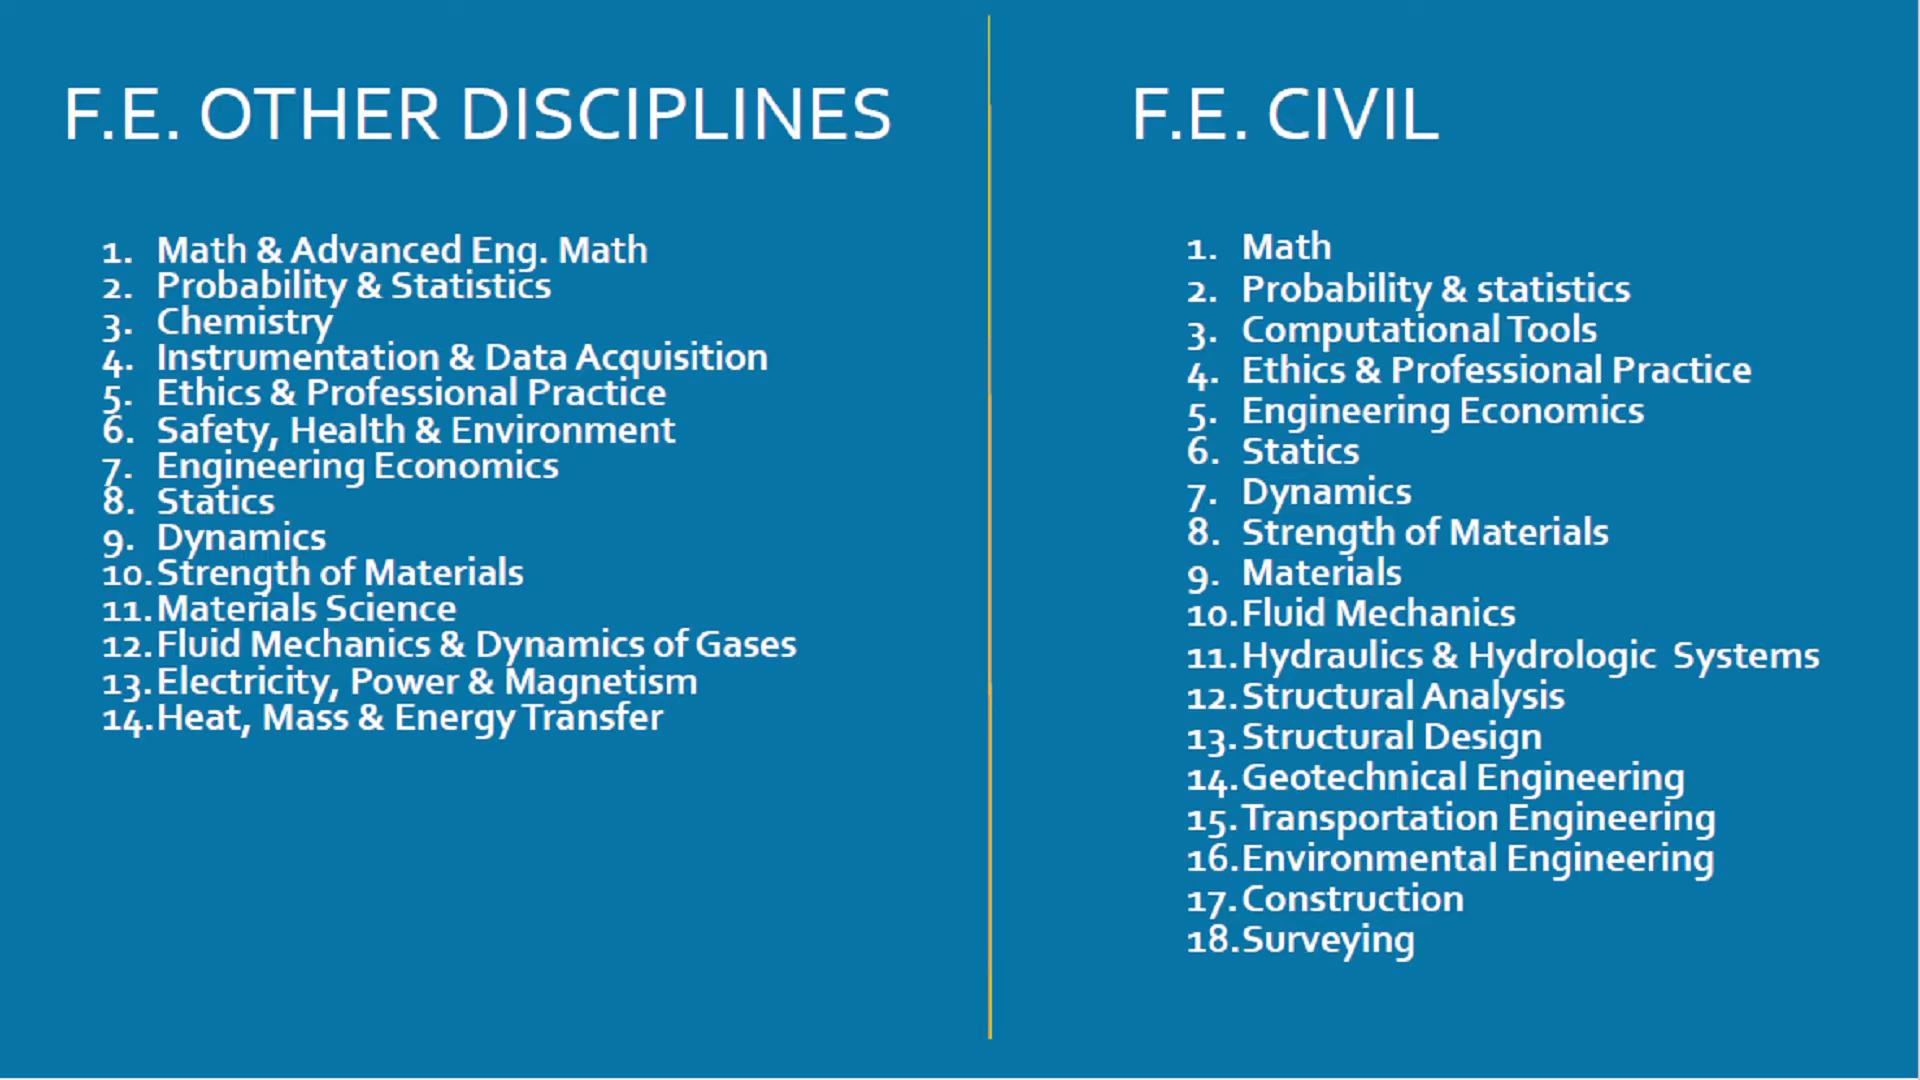 F.E. OTHER DISCIPLINES
1. Math & Advanced Eng. Math
2. Probability & Statistics
3. Chemistry
4. Instrumentation & Data Acquisition
5. Ethics & Professional Practice
6. Safety, Health & Environment
7. Engineering Economics
8. Statics
9. Dynamics
10. Strength of Materials
11. Materials Science
12. Fluid Mechanics & Dynamics of Gases
13. Electricity, Power & Magnetism
14. Heat, Mass & Energy Transfer
F.E. CIVIL
1. Math
2. Probability & statistics
3. Computational Tools
4. Ethics & Professional Practice
5. Engineering Economics
6. Statics
7. Dynamics
8. Strength of Materials
9. Materials
10. Fluid Mechanics
11. Hydraulics & Hydrologic Systems
12. Structural Analysis
13. Structural Design
14. Geotechnical Engineering
15. Transportation Engineering
16. Environmental Engineering
17. Construction
18. Surveying